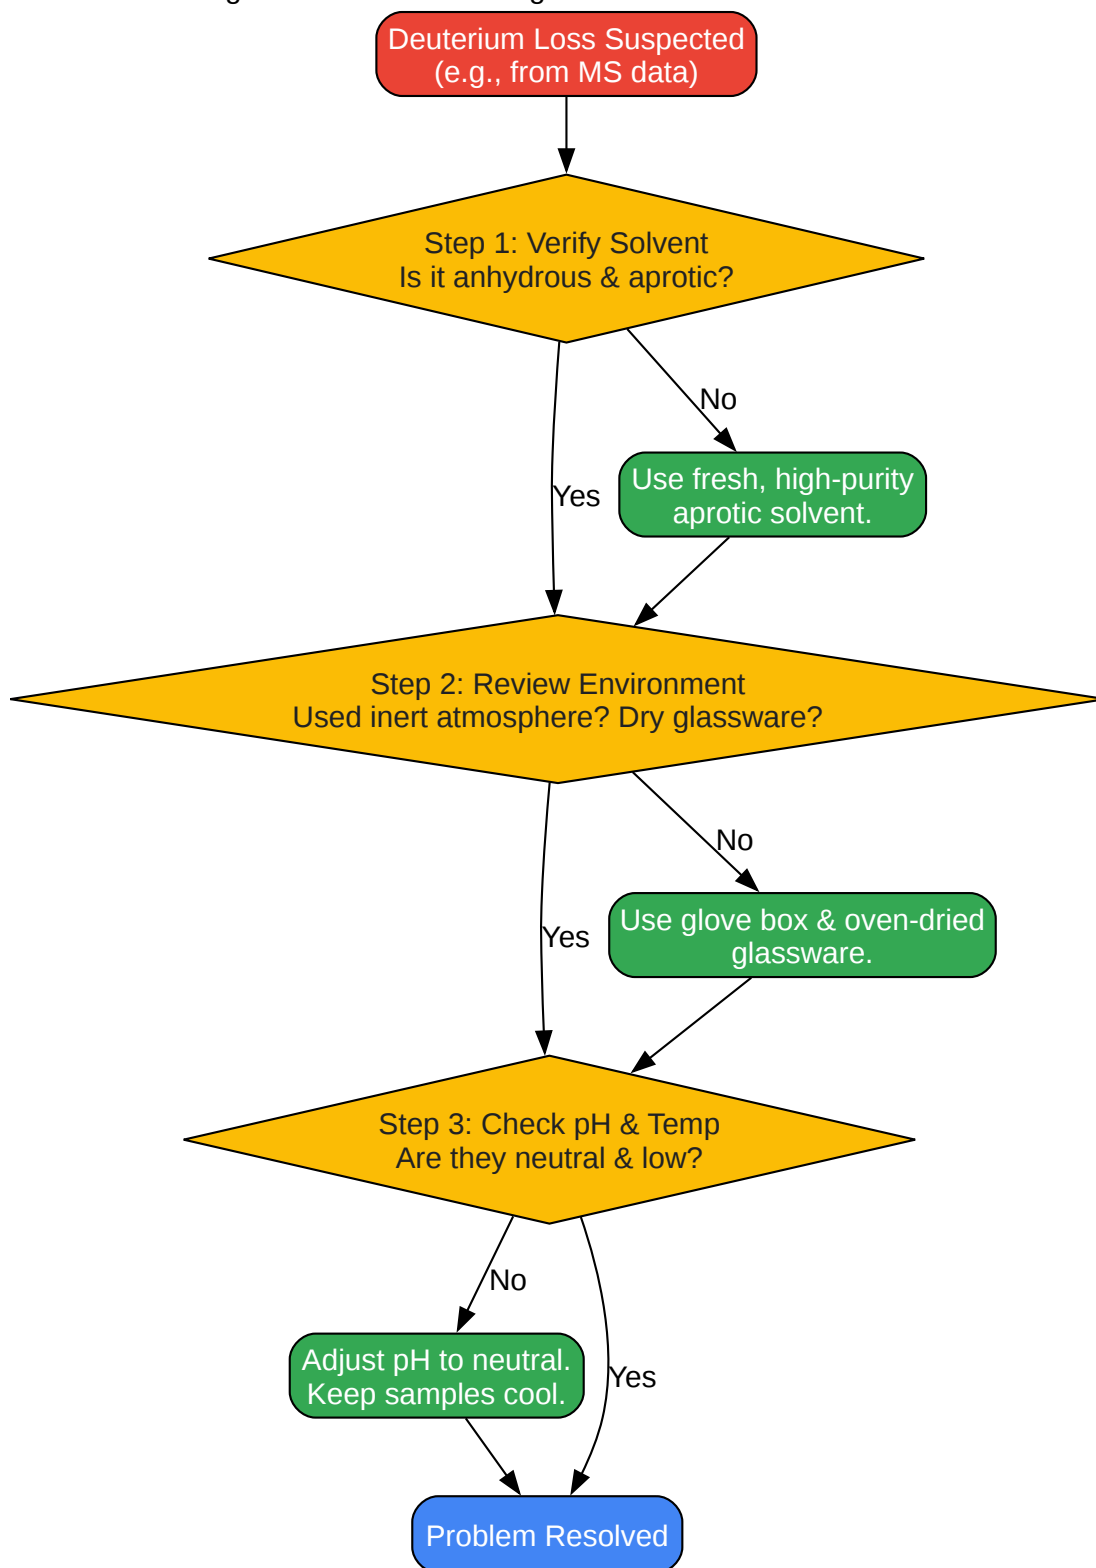 Deuterium Loss Suspected
(e.g., from MS data)
Step 1: Verify Solvent
Is it anhydrous & aprotic?
No
Yes
Use fresh, high-purity
aprotic solvent.
Step 2: Review Environment
Used inert atmosphere? Dry glassware?
No
Yes
Use glove box & oven-dried
glassware.
Step 3: Check pH & Temp
Are they neutral & low?
No
Yes
Adjust pH to neutral.
Keep samples cool.
Problem Resolved